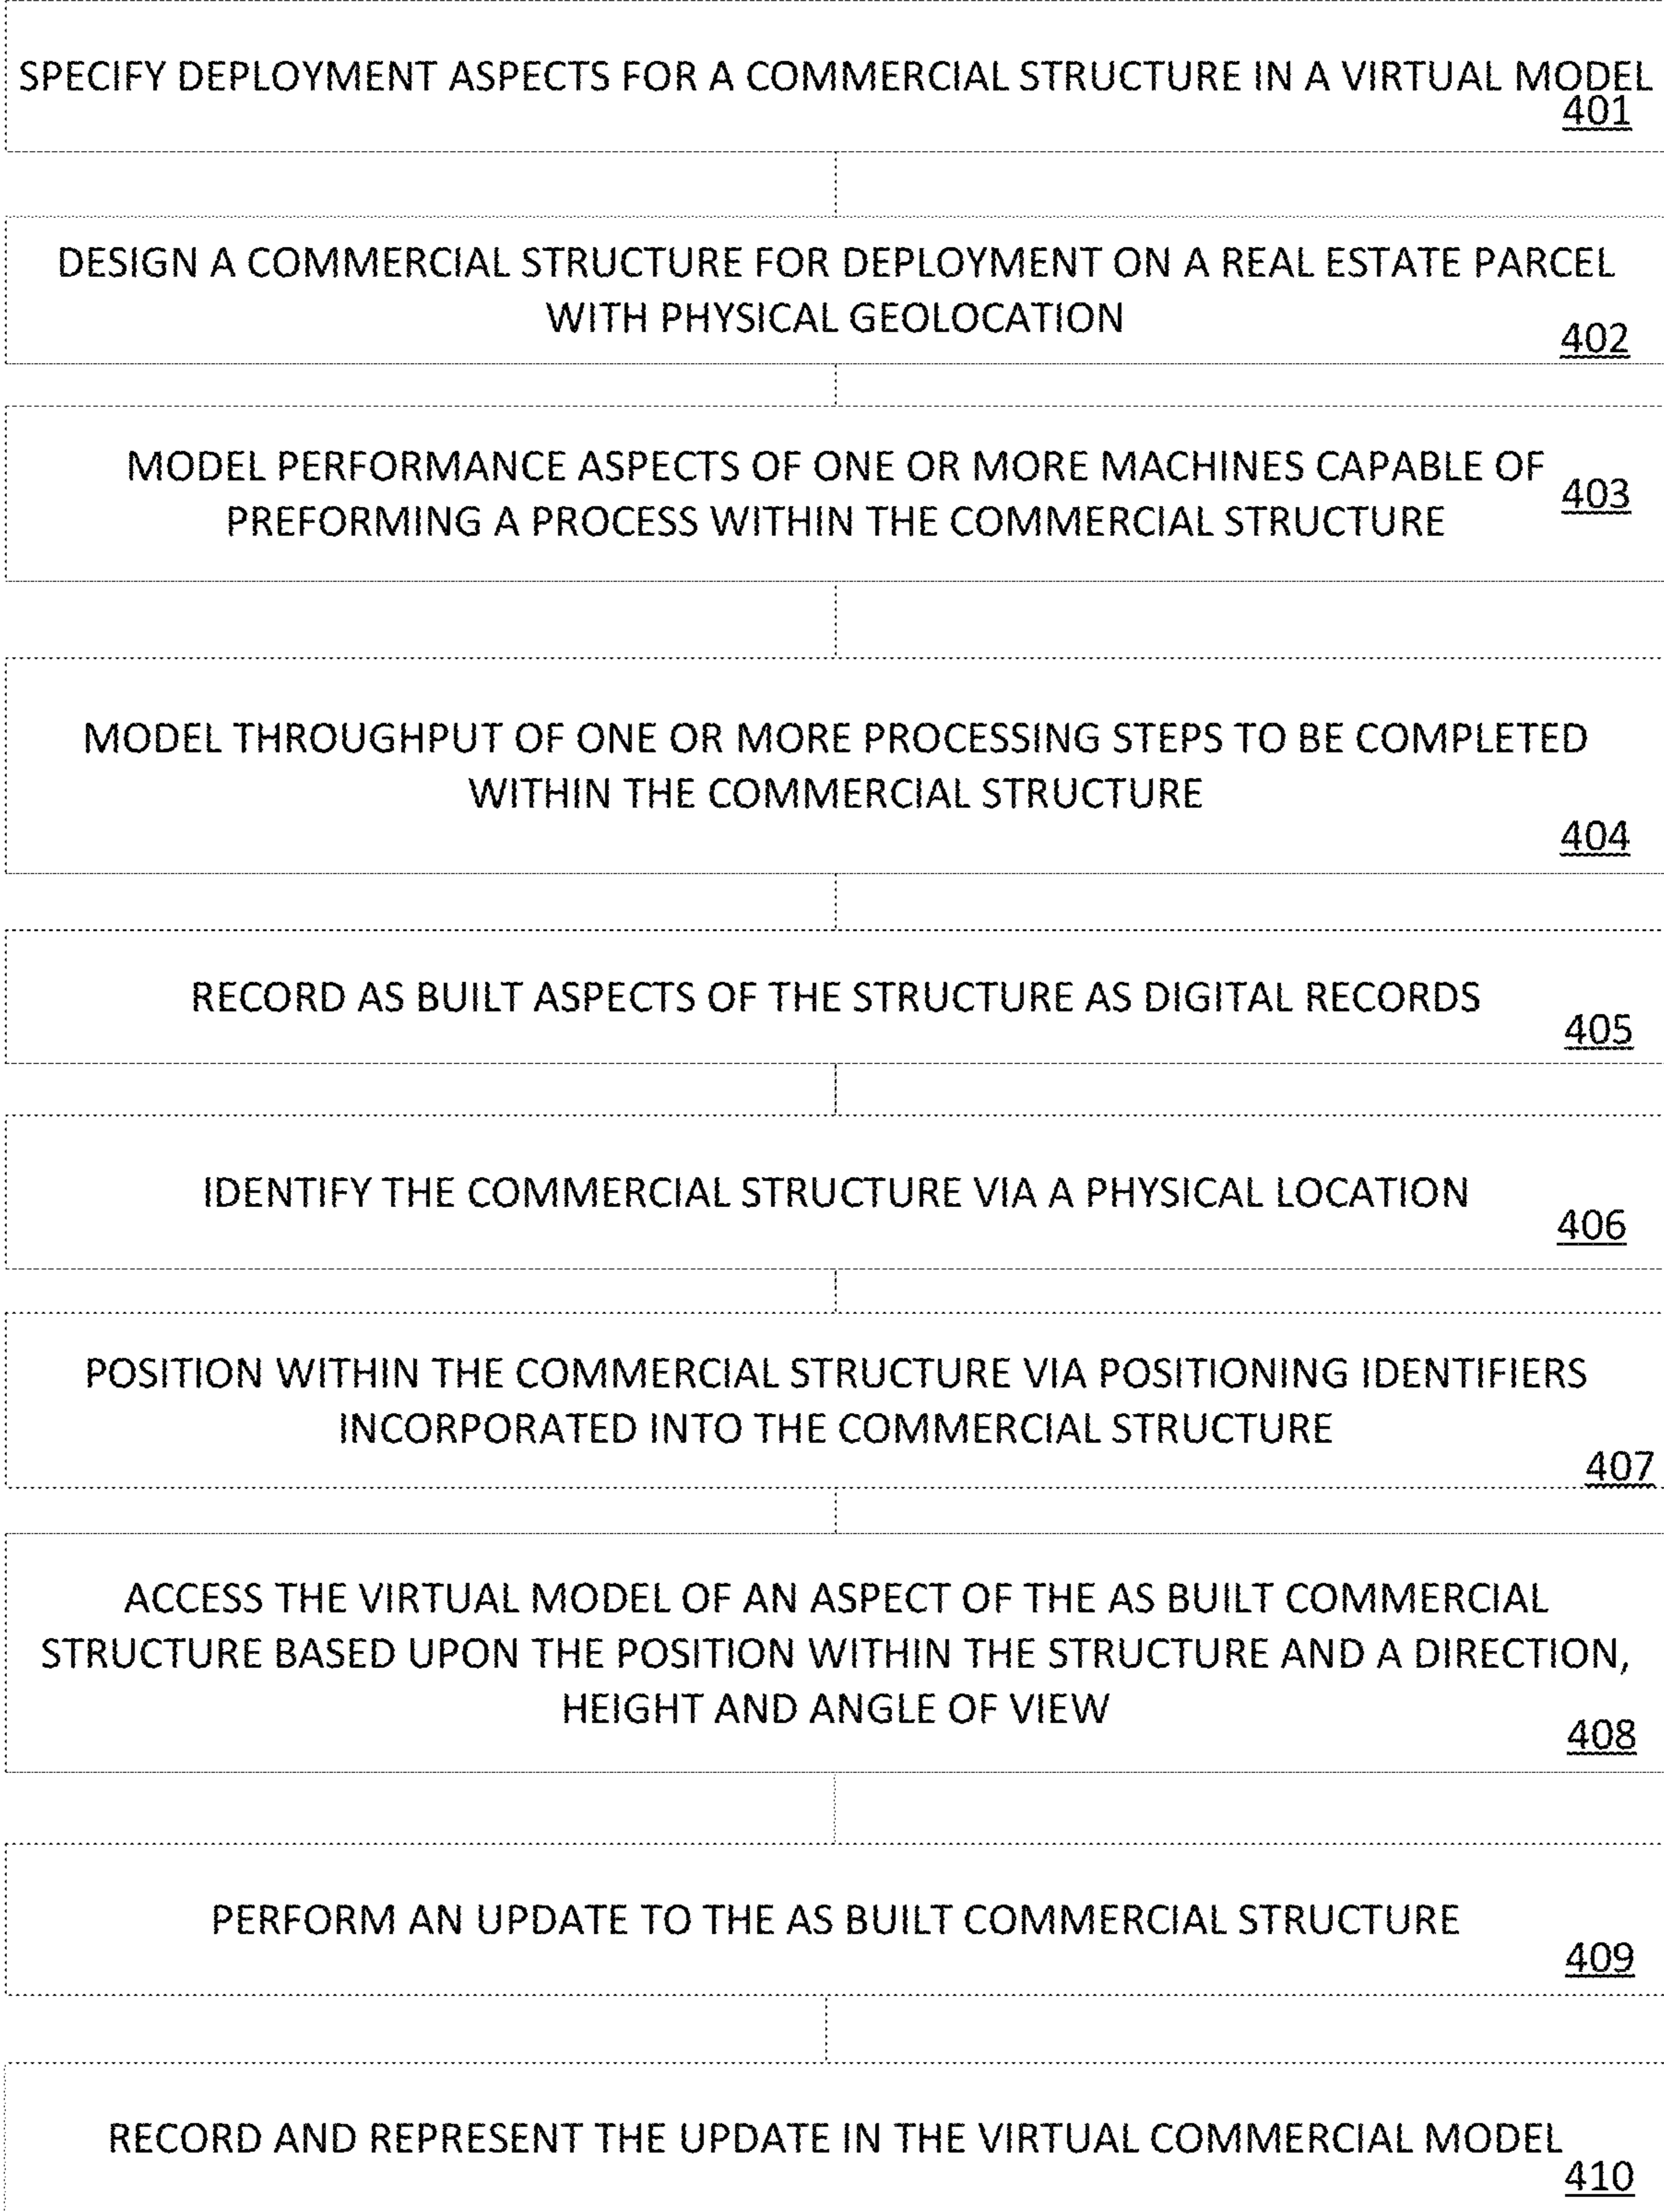 SPECIFY DEPLOYMENT ASPECTS FOR A COMMERCIAL STRUCTURE IN A VIRTUAL MODEL
401
DESIGN A COMMERCIAL STRUCTURE FOR DEPLOYMENT ON A REAL ESTATE PARCEL
WITH PHYSICAL GEOLOCATION
402
MODEL PERFORMANCE ASPECTS OF ONE OR MORE MACHINES CAPABLE OF
403
PREFORMING A PROCESS WITHIN THE COMMERCIAL STRUCTURE
MODEL THROUGHPUT OF ONE OR MORE PROCESSING STEPS TO BE COMPLETED
WITHIN THE COMMERCIAL STRUCTURE
404
RECORD AS BUILT ASPECTS OF THE STRUCTURE AS DIGITAL RECORDS
405
IDENTIFY THE COMMERCIAL STRUCTURE VIA A PHYSICAL LOCATION
406
POSITION WITHIN THE COMMERCIAL STRUCTURE VIA POSITIONING IDENTIFIERS
INCORPORATED INTO THE COMMERCIAL STRUCTURE
407
ACCESS THE VIRTUAL MODEL OF AN ASPECT OF THE AS BUILT COMMERCIAL
STRUCTURE BASED UPON THE POSITION WITHIN THE STRUCTURE AND A DIRECTION,
HEIGHT AND ANGLE OF VIEW
408
PERFORM AN UPDATE TO THE AS BUILT COMMERCIAL STRUCTURE
409
RECORD AND REPRESENT THE UPDATE IN THE VIRTUAL COMMERCIAL MODEL
410